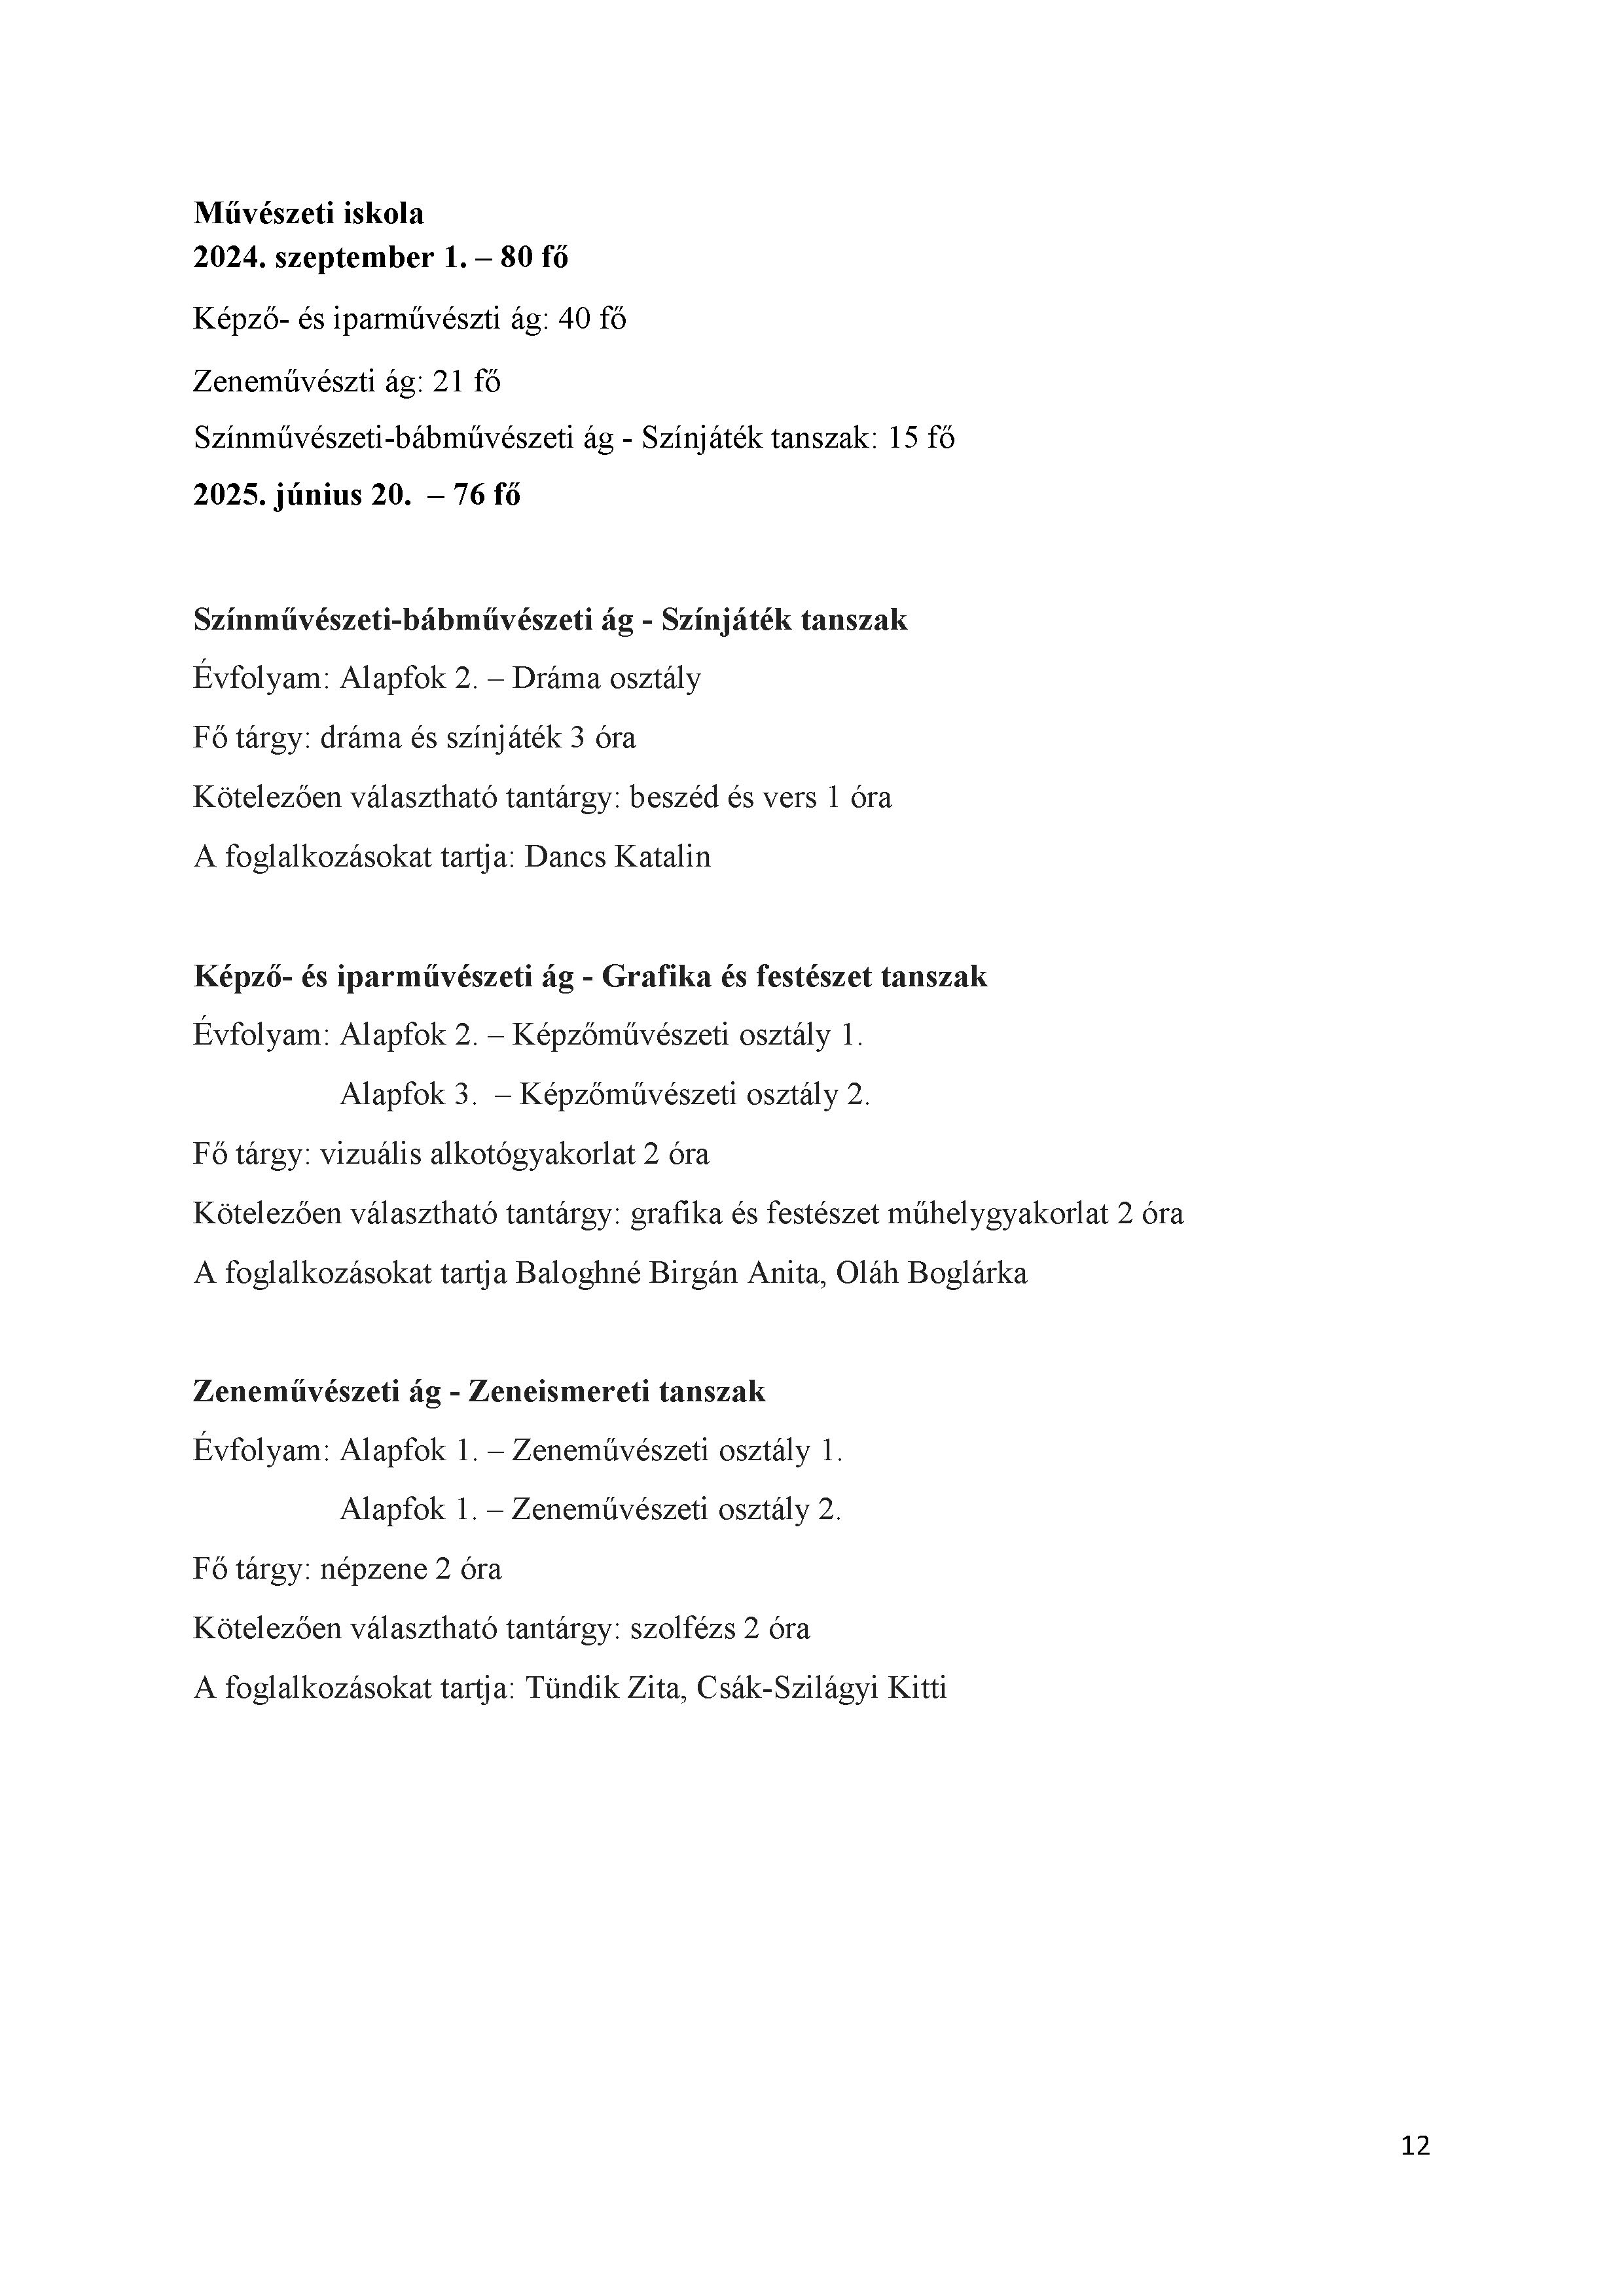 Művészeti iskola
2024. szeptember 1. – 80 fő
Képző- és iparművészti ág: 40 fő
Zeneművészti ág: 21 fő
Színművészeti-bábművészeti ág - Színjáték tanszak: 15 fő
2025. június 20.  – 76 fő
Színművészeti-bábművészeti ág - Színjáték tanszak
Évfolyam: Alapfok 2. – Dráma osztály
Fő tárgy: dráma és színjáték 3 óra
Kötelezően választható tantárgy: beszéd és vers 1 óra
A foglalkozásokat tartja: Dancs Katalin
Képző- és iparművészeti ág - Grafika és festészet tanszak
Évfolyam: Alapfok 2. – Képzőművészeti osztály 1.
Alapfok 3.  – Képzőművészeti osztály 2.
Fő tárgy: vizuális alkotógyakorlat 2 óra
Kötelezően választható tantárgy: grafika és festészet műhelygyakorlat 2 óra
A foglalkozásokat tartja Baloghné Birgán Anita, Oláh Boglárka
Zeneművészeti ág - Zeneismereti tanszak
Évfolyam: Alapfok 1. – Zeneművészeti osztály 1.
Alapfok 1. – Zeneművészeti osztály 2.
Fő tárgy: népzene 2 óra
Kötelezően választható tantárgy: szolfézs 2 óra
A foglalkozásokat tartja: Tündik Zita, Csák-Szilágyi Kitti
12